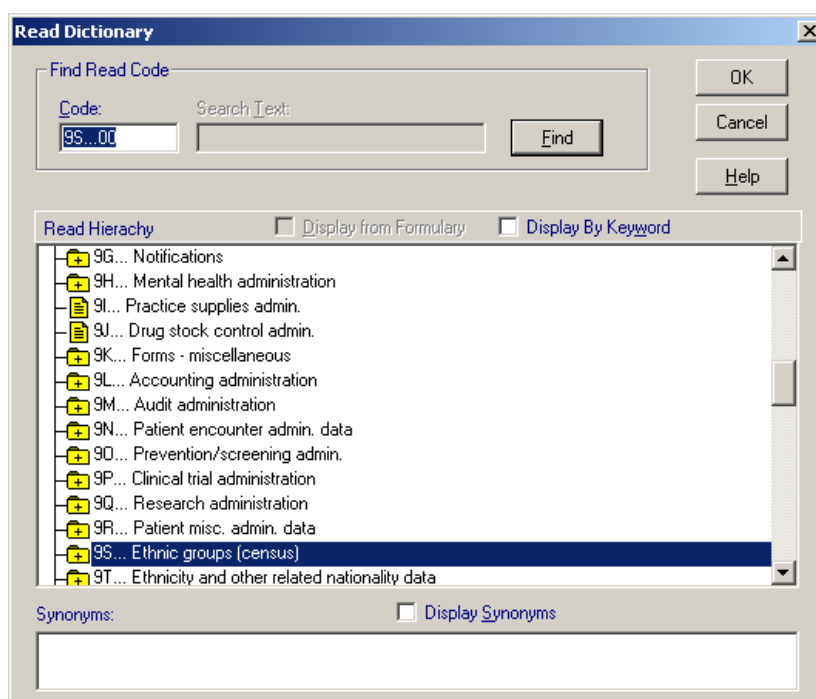 Read Dictionary
Find Read Code
Code:
Search Text:
9S...00
Find
OK
Cancel
Help
Read Hierachy
Display from Formulary
Display By Keyword
9G... Notifications
9H... Mental health administration
9I... Practice supplies admin.
9J... Drug stock control admin.
9K... Forms - miscellaneous
9L... Accounting administration
9M... Audit administration
9N... Patient encounter admin. data
9O... Prevention/screening admin.
9P... Clinical trial administration
9Q... Research administration
9R... Patient misc. admin. data
9S... Ethnic groups (census)
9T... Ethnicity and other related nationality data
Synonyms:
Display Synonyms